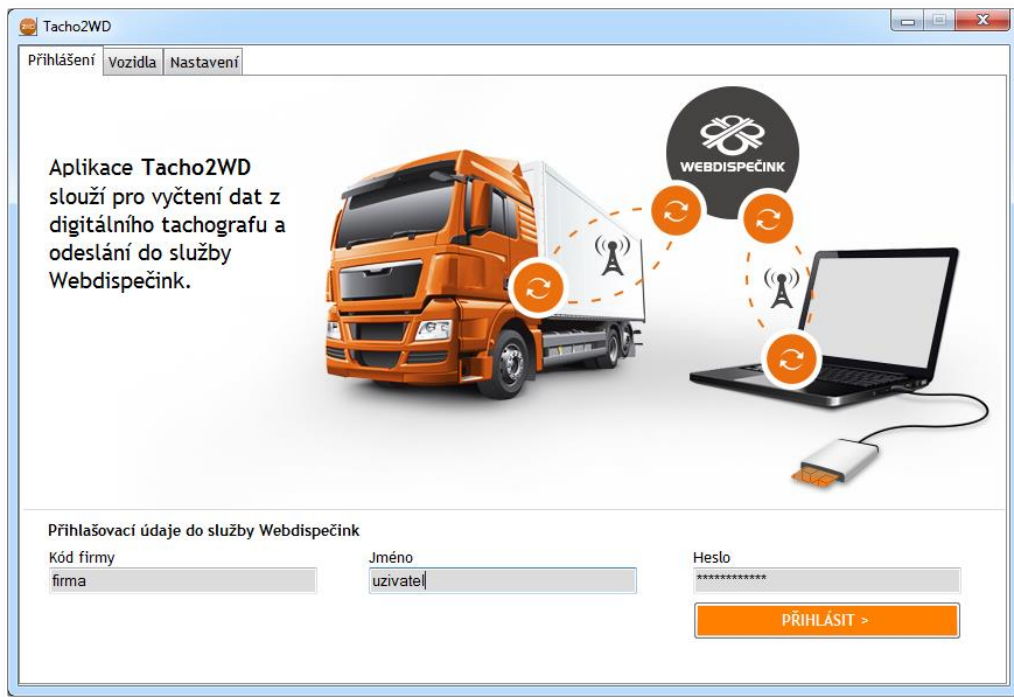 Tacho2WD
Přihlášení
Vozidla
Nastavení
Aplikace Tacho2WD
slouží pro vyčtení dat z
digitálního tachografu a
odeslání do služby
Webdispečink.
WEBDISPEČINK
Přihlašovací údaje do služby Webdispečink
Kód firmy
Jméno
Heslo
firma
uzivatel
************
PŘIHLÁSIT >